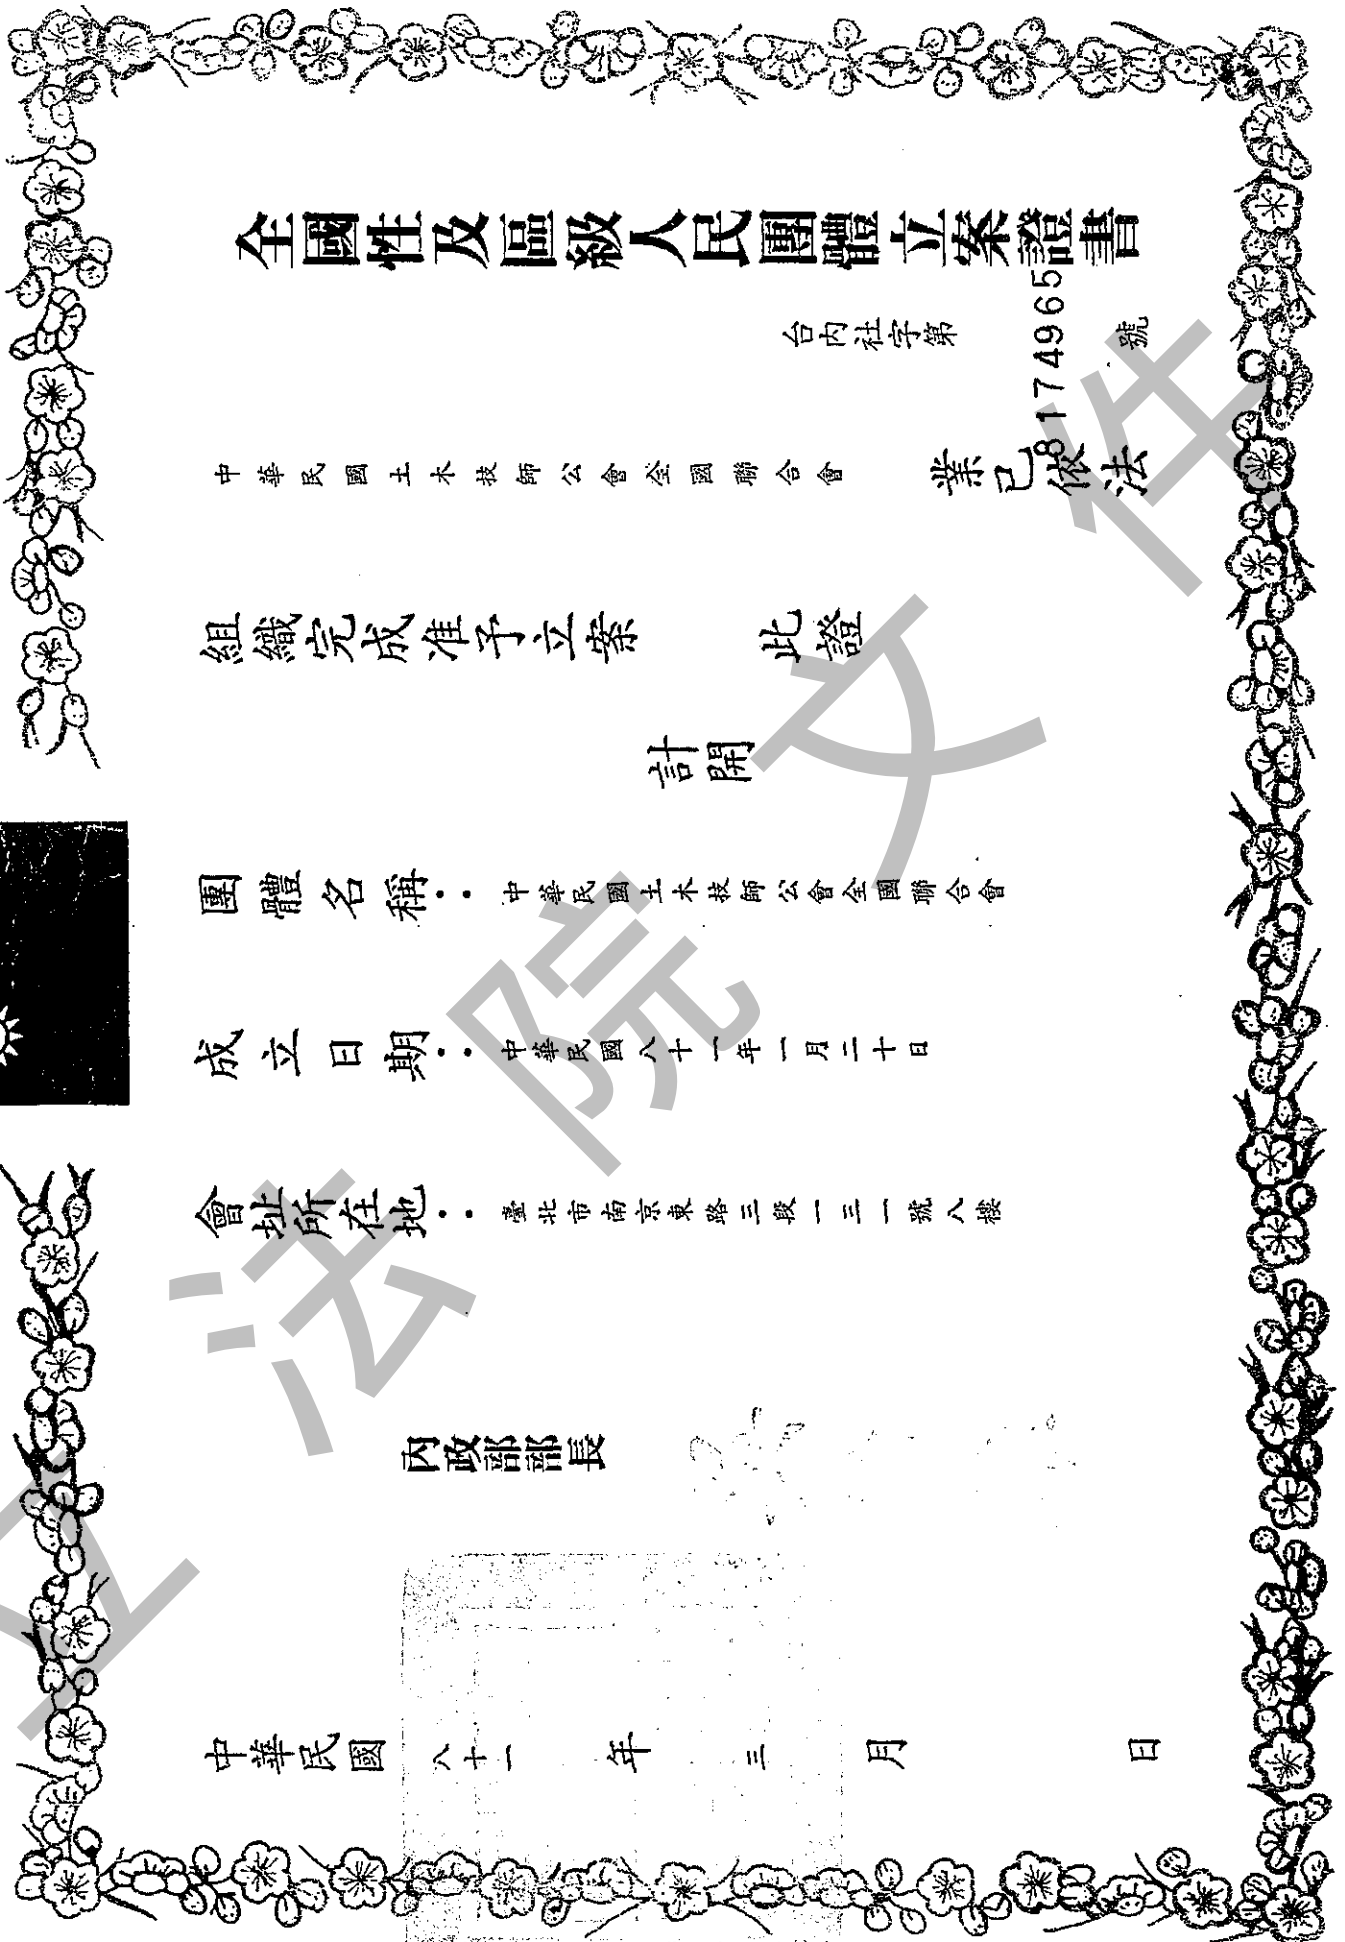 全國性及區級人民團體立案證書
台內社字第8174965號
中華民國土木技師公會全國聯合會 業已依法
組織完成准予立案 此證
計開
團體名稱：中華民國土木技師公會全國聯合會
成立日期：中華民國八十一年一月二十日
會址所在地：臺北市南京東路三段一三一號八樓
內政部部長
中華民國 八十一 年 三 月 日
立法院文件